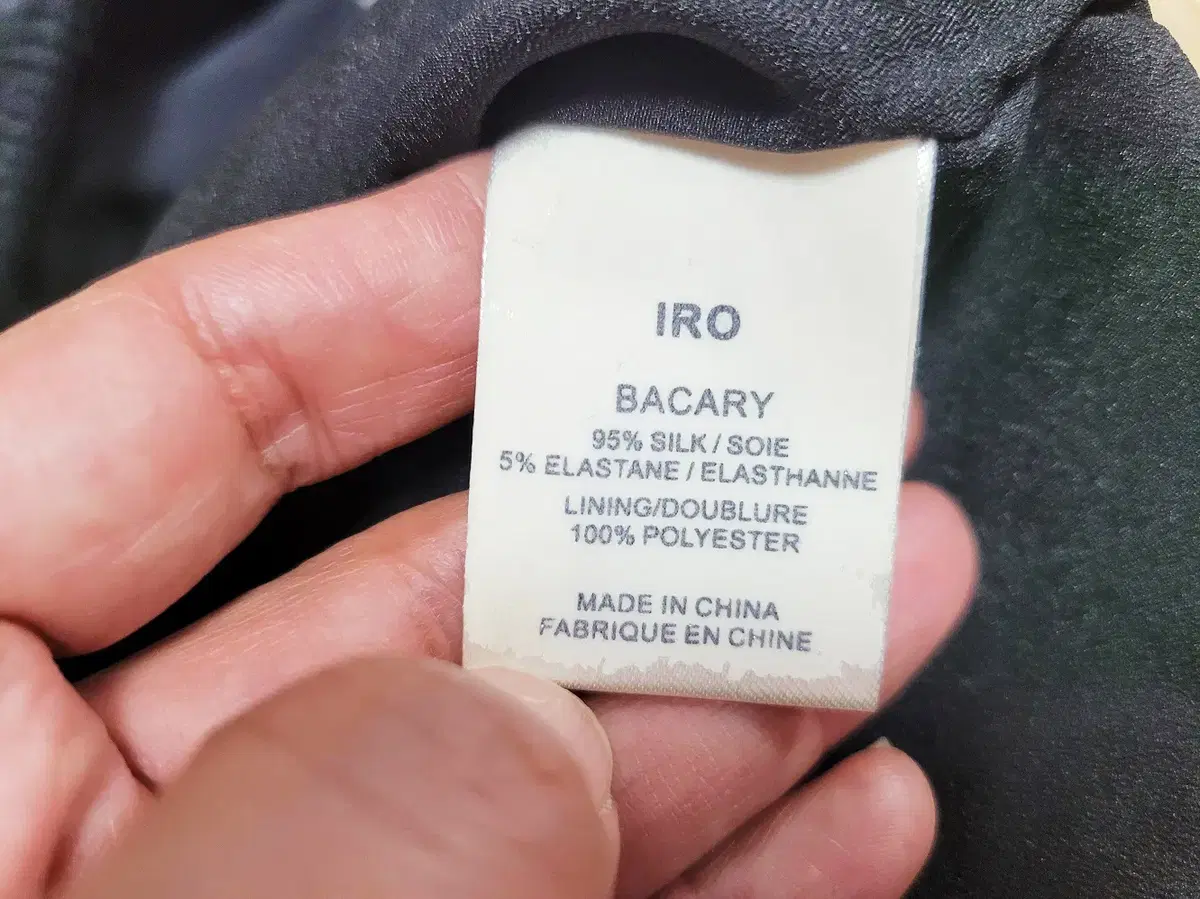 IRO
BACARY
95% SILK / SOIE
5% ELASTANE / ELASTHANNE
LINING/DOUBLURE
100% POLYESTER
MADE IN CHINA
FABRIQUE EN CHINE